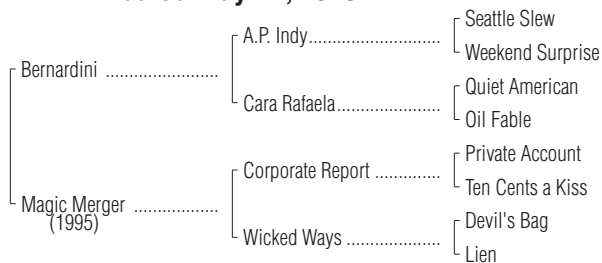 Seattle Slew
A.P. Indy
Weekend Surprise
Bernardini
Quiet American
Cara Rafaela
Oil Fable
Private Account
Corporate Report
Ten Cents a Kiss
Magic Merger
(1995)
Devil's Bag
Wicked Ways
Lien